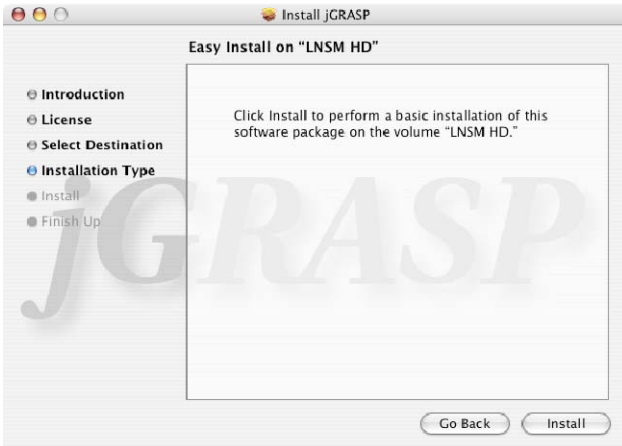 Install jGRASP
Easy Install on “LNSM HD”
Introduction
License
Select Destination
Installation Type
Install
Finish Up
Click Install to perform a basic installation of this
software package on the volume “LNSM HD.”
jGRASP
Go Back
Install